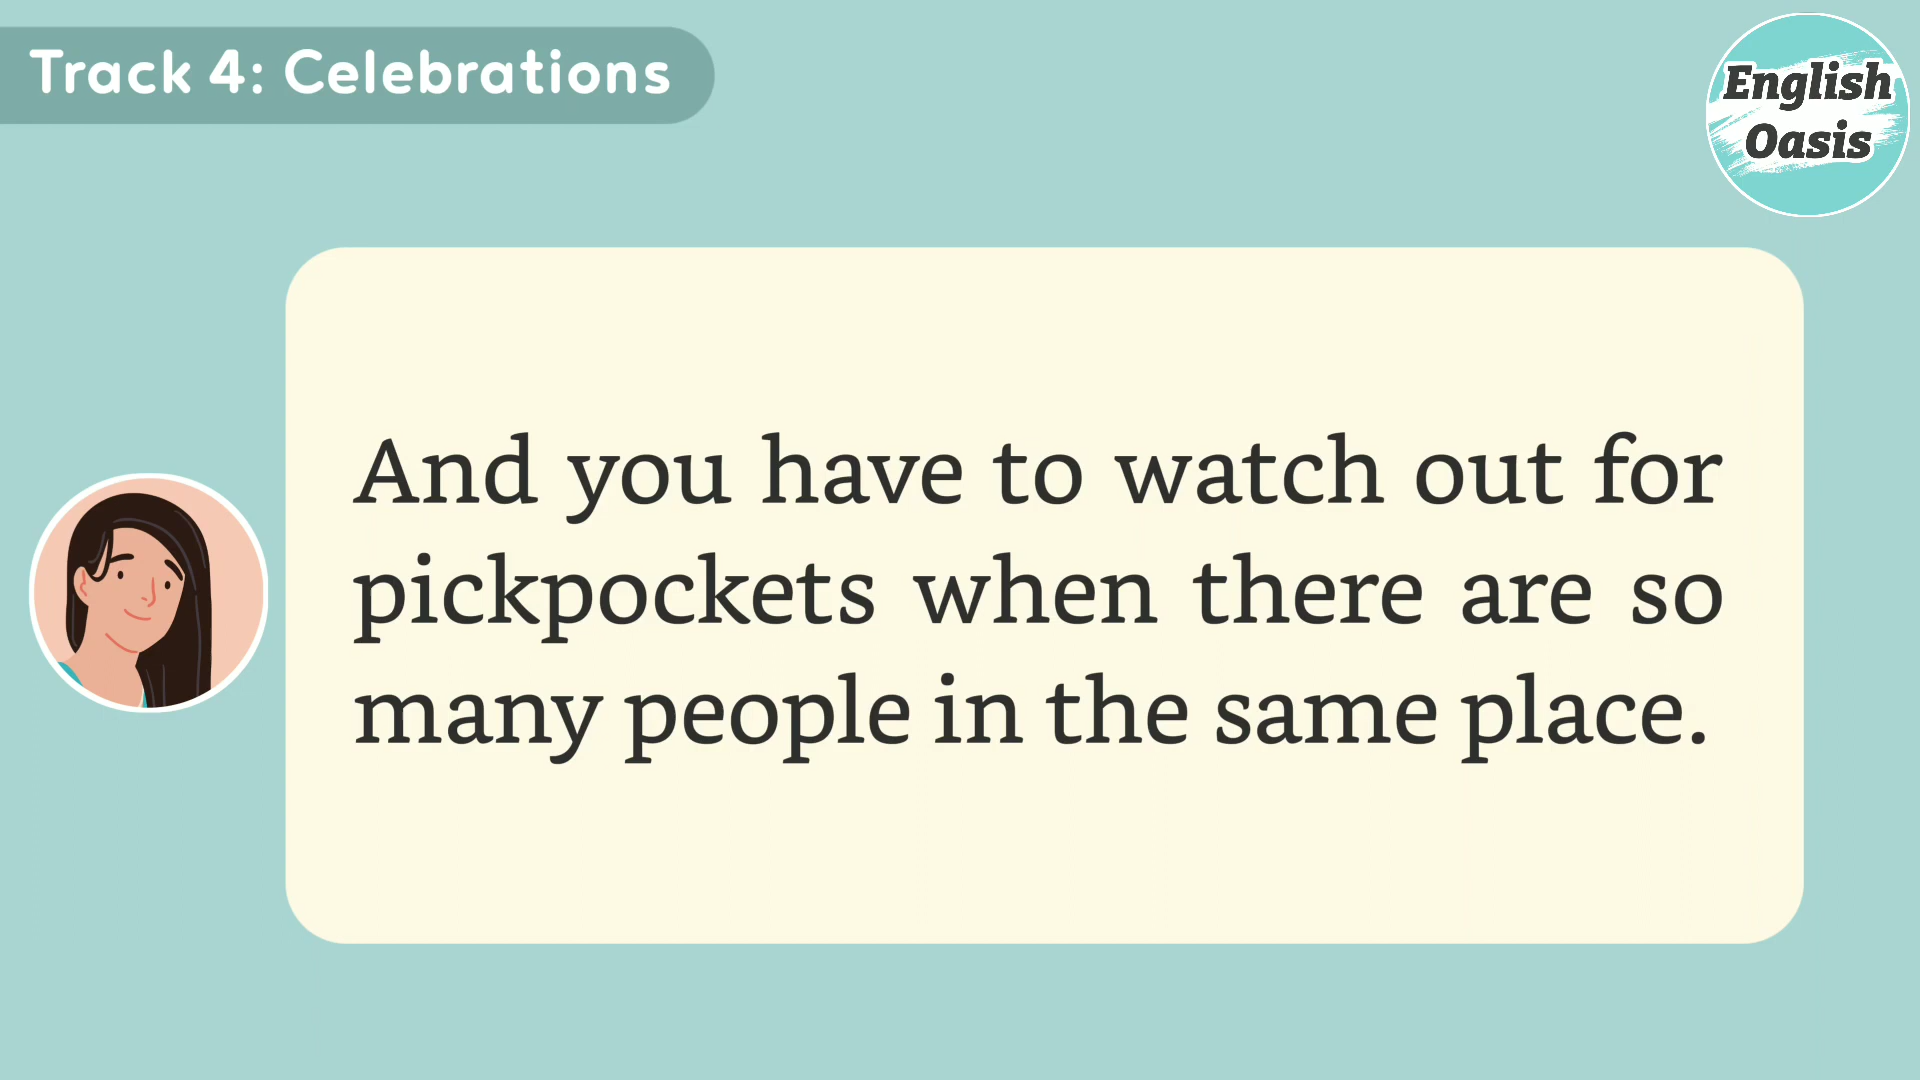 Track 4: Celebrations
English
Oasis
And you have to watch out for
pickpockets when there are so
many people in the same place.